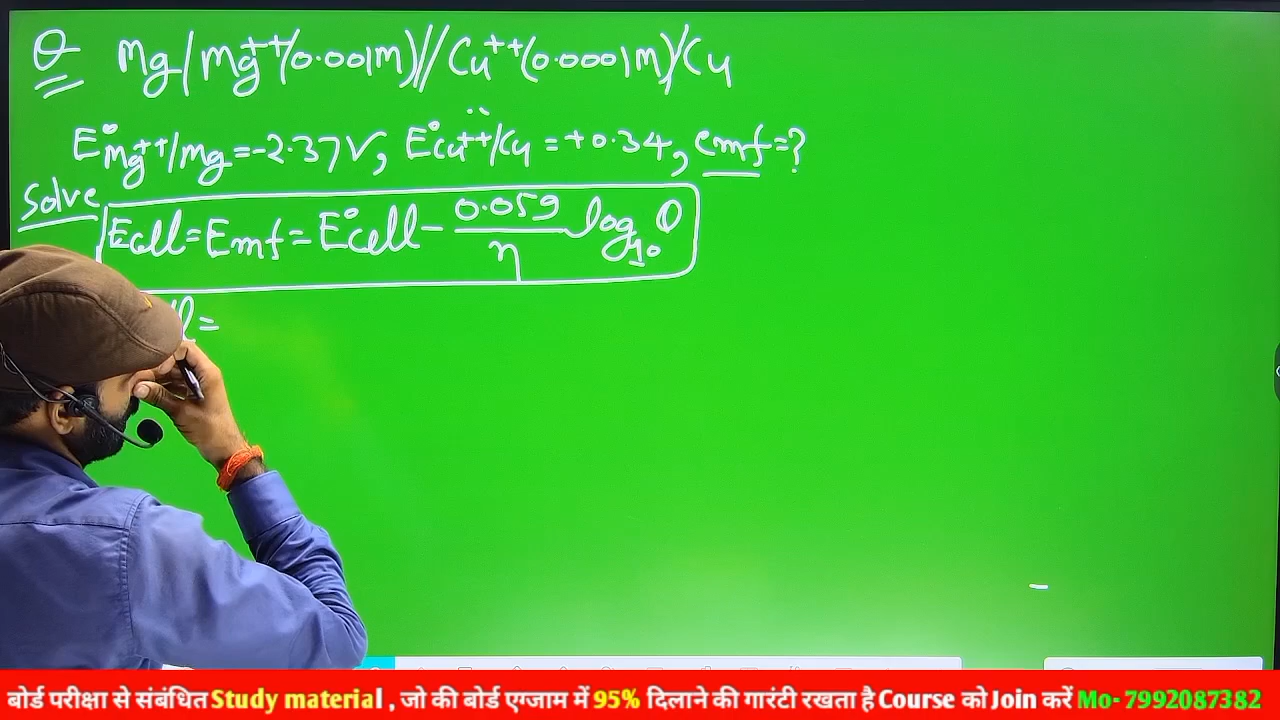 Q Mg/Mg++(0.001M)//Cu++(0.0001M)/Cu
E°Mg++/Mg=-2.37V, E°Cu++/Cu=+0.34, emf=?
Solve
Ecell=Emf=E°cell-0.059/n log10 Q
=
बोर्ड परीक्षा से संबंधित Study material , जो की बोर्ड एग्जाम में 95% दिलाने की गारंटी रखता है Course को Join करें Mo- 7992087382